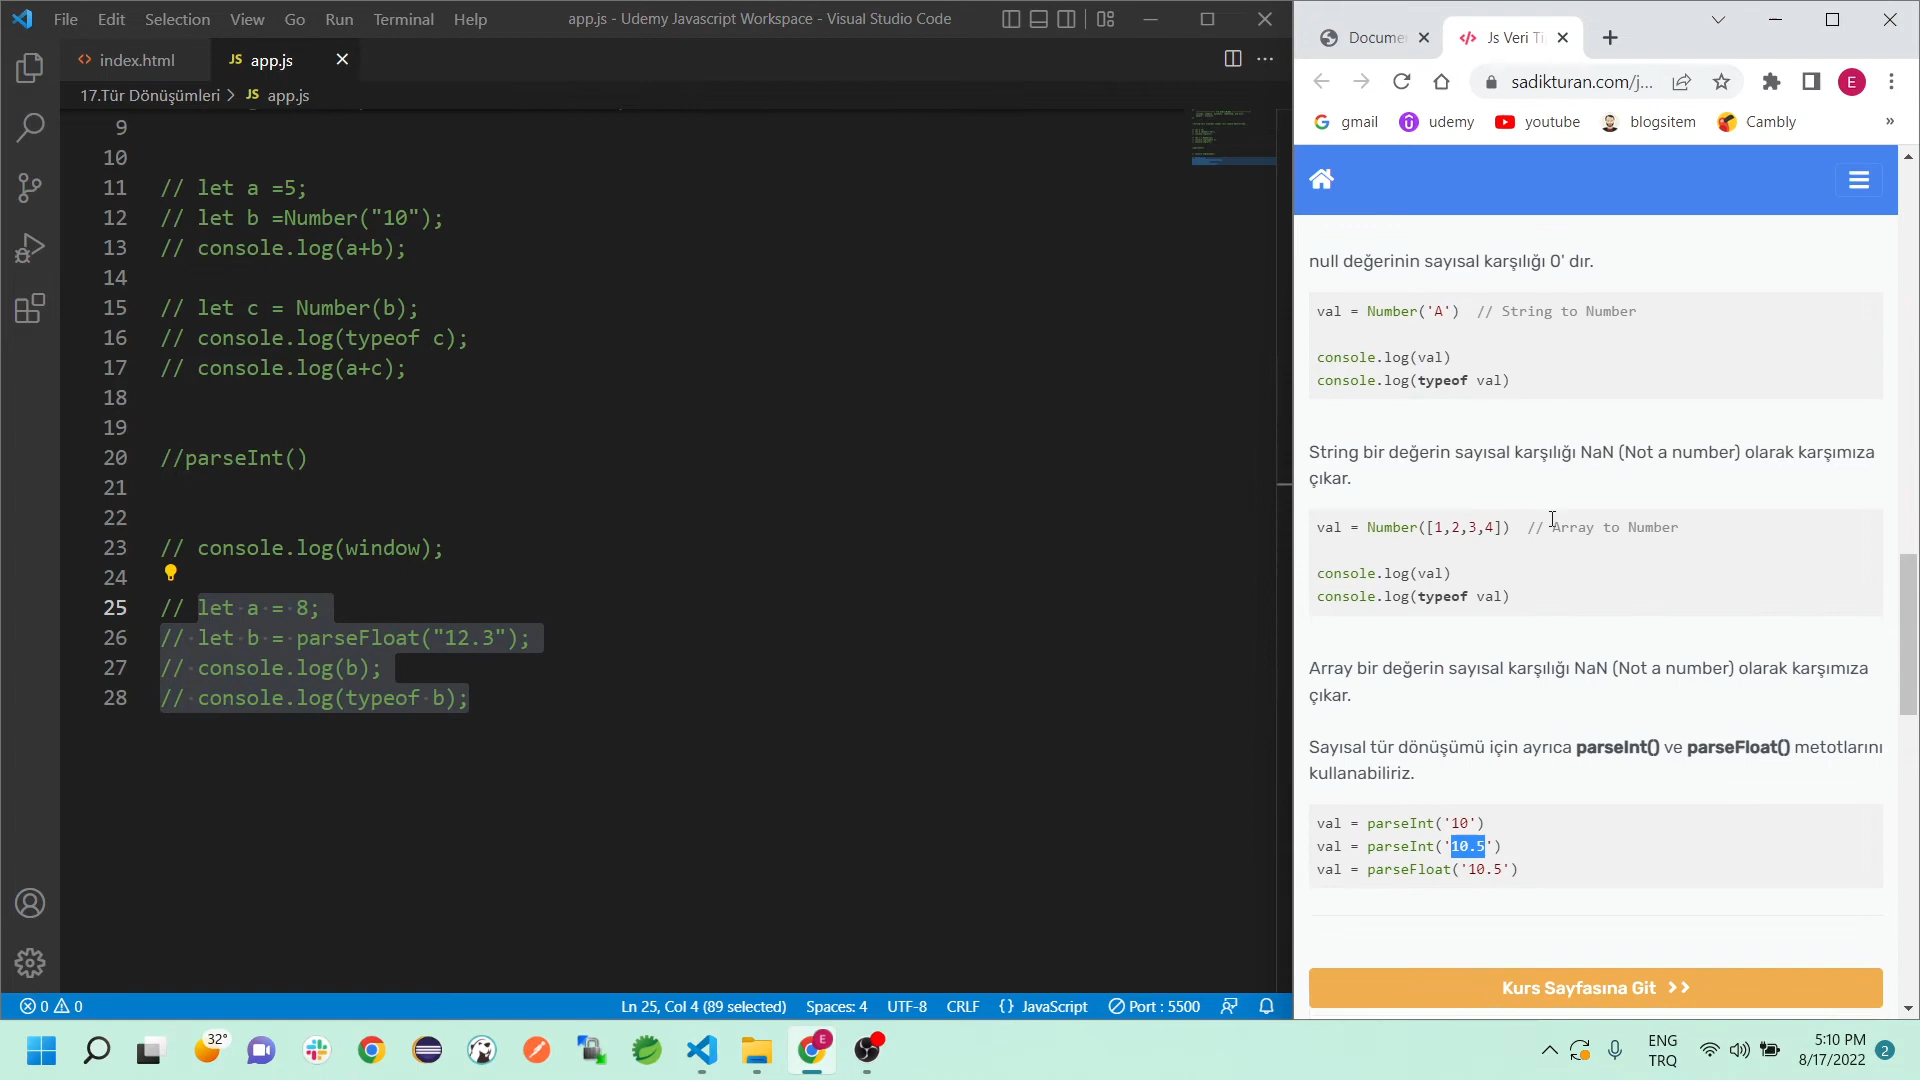 File Edit Selection View Go Run Terminal Help
app.js - Udemy Javascript Workspace - Visual Studio Code
index.html
JS app.js
17.Tür Dönüşümleri > JS app.js
9
10
11 // let a =5;
12 // let b =Number("10");
13 // console.log(a+b);
14
15 // let c = Number(b);
16 // console.log(typeof c);
17 // console.log(a+c);
18
19
20 //parseInt()
21
22
23 // console.log(window);
24
25 // let a = 8;
26 // let b = parseFloat("12.3");
27 // console.log(b);
28 // console.log(typeof b);
0 0
Ln 25, Col 4 (89 selected) Spaces: 4 UTF-8 CRLF {} JavaScript Port : 5500
Docume
Js Veri Ti
sadikturan.com/j...
E
gmail udemy youtube blogsitem Cambly »
null değerinin sayısal karşılığı 0' dır.
val = Number('A') // String to Number
console.log(val)
console.log(typeof val)
String bir değerin sayısal karşılığı NaN (Not a number) olarak karşımıza
çıkar.
val = Number([1,2,3,4]) // Array to Number
console.log(val)
console.log(typeof val)
Array bir değerin sayısal karşılığı NaN (Not a number) olarak karşımıza
çıkar.
Sayısal tür dönüşümü için ayrıca parseInt() ve parseFloat() metotlarını
kullanabiliriz.
val = parseInt('10')
val = parseInt('10.5')
val = parseFloat('10.5')
Kurs Sayfasına Git >>
32°
E
ENG
TRQ
5:10 PM
8/17/2022
2